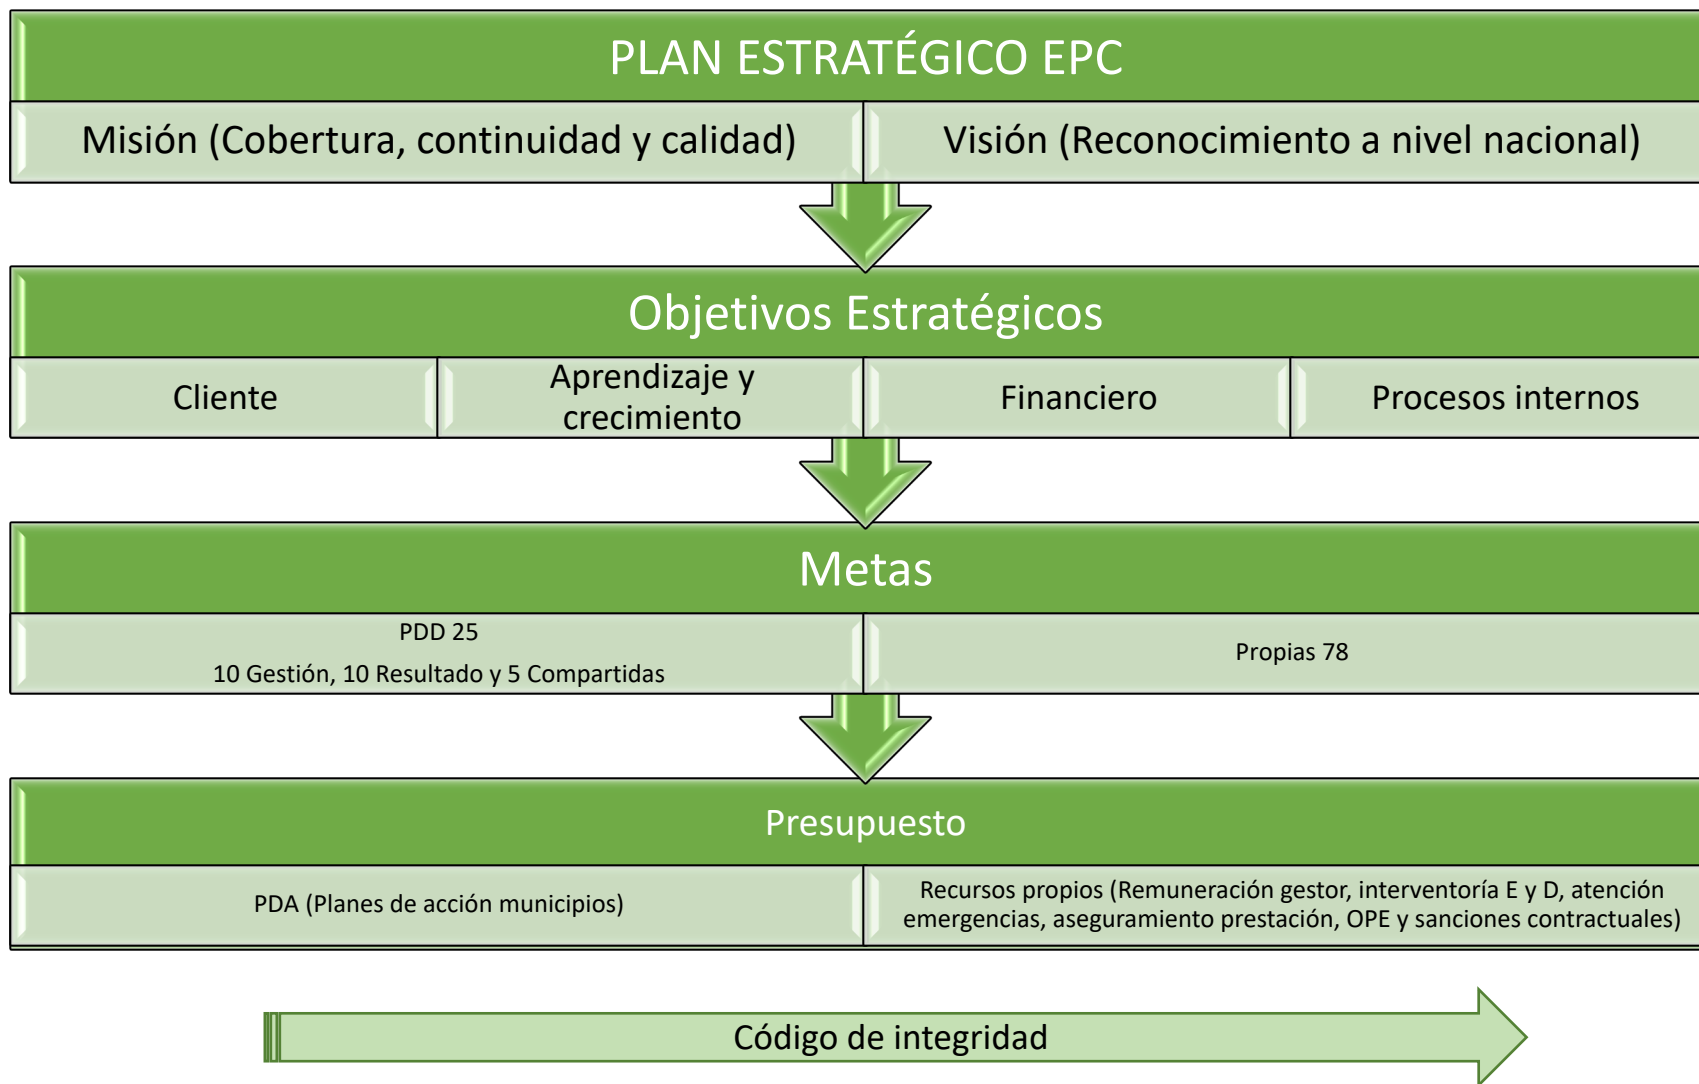 PLAN ESTRATÉGICO EPC
Misión (Cobertura, continuidad y calidad)
Visión (Reconocimiento a nivel nacional)
Objetivos Estratégicos
Cliente
Aprendizaje y
crecimiento
Financiero
Procesos internos
Metas
PDD 25
10 Gestión, 10 Resultado y 5 Compartidas
Propias 78
Presupuesto
PDA (Planes de acción municipios)
Recursos propios (Remuneración gestor, interventoría E y D, atención
emergencias, aseguramiento prestación, OPE y sanciones contractuales)
Código de integridad